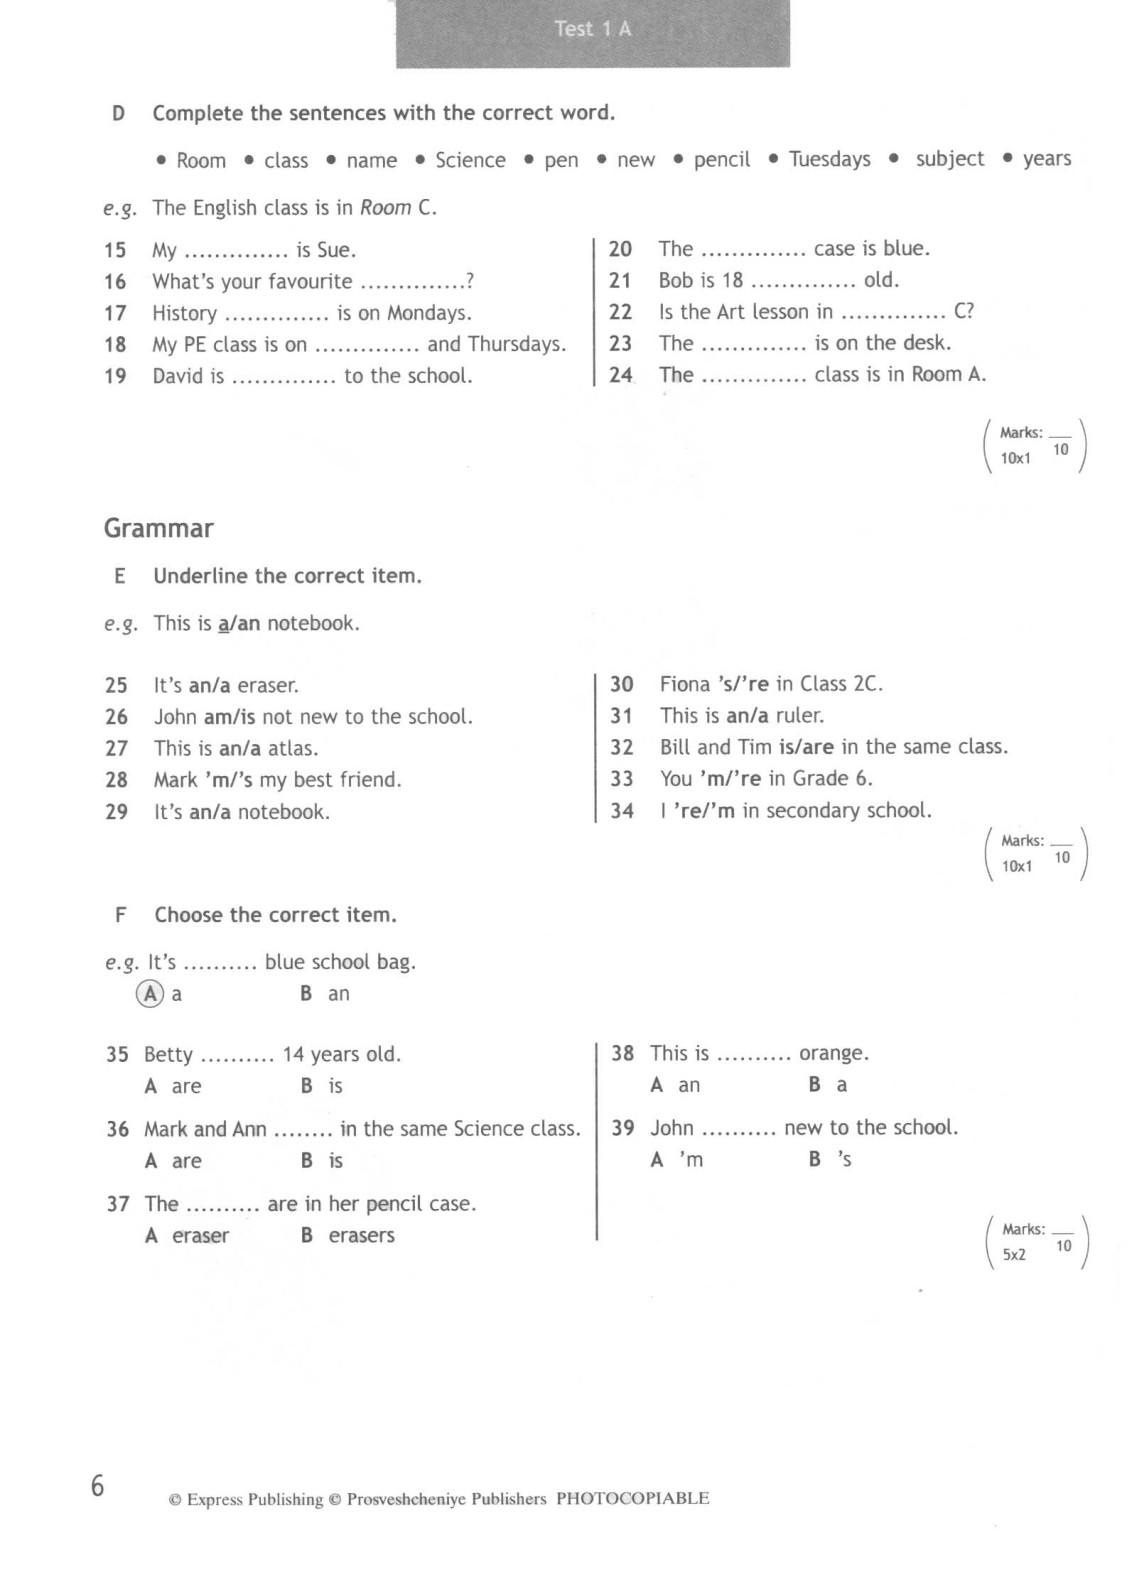 Test 1 A
D Complete the sentences with the correct word.
• Room • class • name • Science • pen • new • pencil • Tuesdays • subject • years
e.g. The English class is in Room C.
15 My .............. is Sue.
16 What's your favourite ..............?
17 History .............. is on Mondays.
18 My PE class is on .............. and Thursdays.
19 David is .............. to the school.
20 The .............. case is blue.
21 Bob is 18 .............. old.
22 Is the Art lesson in .............. C?
23 The .............. is on the desk.
24 The .............. class is in Room A.
Marks: __
10x1 10
Grammar
E Underline the correct item.
e.g. This is a/an notebook.
25 It's an/a eraser.
26 John am/is not new to the school.
27 This is an/a atlas.
28 Mark 'm/'s my best friend.
29 It's an/a notebook.
30 Fiona 's/'re in Class 2C.
31 This is an/a ruler.
32 Bill and Tim is/are in the same class.
33 You 'm/'re in Grade 6.
34 I 're/'m in secondary school.
Marks: __
10x1 10
F Choose the correct item.
e.g. It's .......... blue school bag.
A a B an
35 Betty .......... 14 years old.
A are B is
36 Mark and Ann ........ in the same Science class.
A are B is
37 The .......... are in her pencil case.
A eraser B erasers
38 This is .......... orange.
A an B a
39 John .......... new to the school.
A 'm B 's
Marks: __
5x2 10
6
© Express Publishing © Prosveshcheniye Publishers PHOTOCOPIABLE